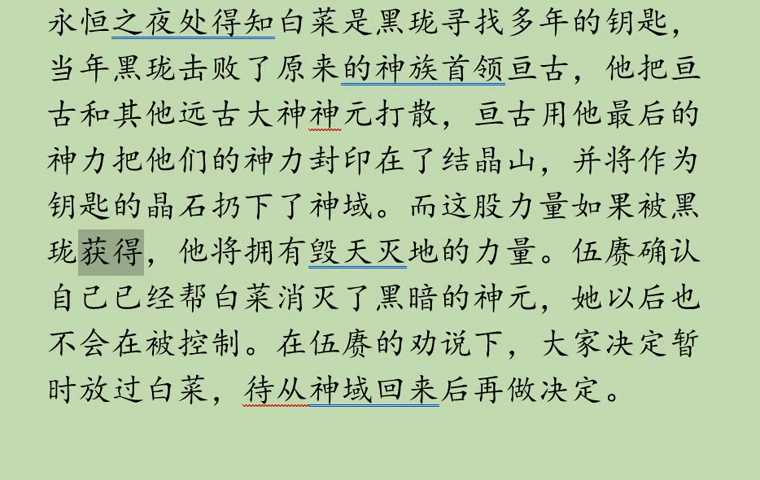 永恒之夜处得知白菜是黑珑寻找多年的钥匙，
当年黑珑击败了原来的神族首领亘古，他把亘
古和其他远古大神神元打散，亘古用他最后的
神力把他们的神力封印在了结晶山，并将作为
钥匙的晶石扔下了神域。而这股力量如果被黑
珑获得，他将拥有毁天灭地的力量。伍赓确认
自己已经帮白菜消灭了黑暗的神元，她以后也
不会在被控制。在伍赓的劝说下，大家决定暂
时放过白菜，待从神域回来后再做决定。